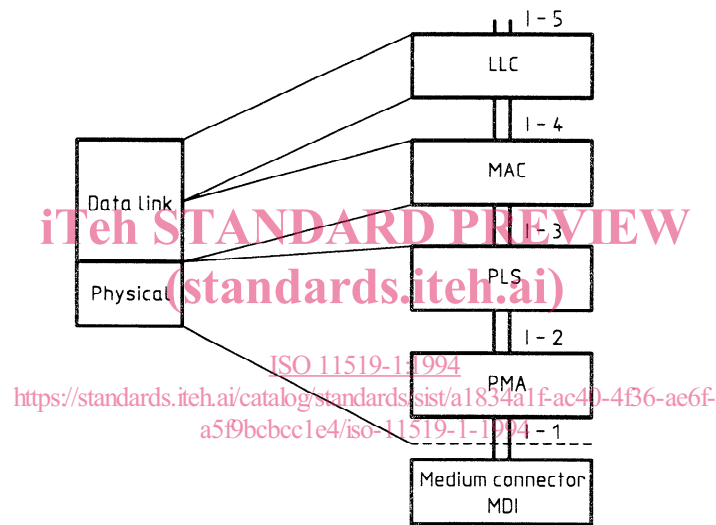 I-5
LLC
I-4
MAC
Data link
iTeh STANDARD PREVIEW
I-3
Physical
(standards.iteh.ai)
PLS
I-2
ISO 11519-1:1994
PMA
https://standards.iteh.ai/catalog/standards/sist/a1834a1f-ac40-4f36-ae6f-
a5f9bcbcc1e4/iso-11519-1-1994
I-1
Medium connector
MDI